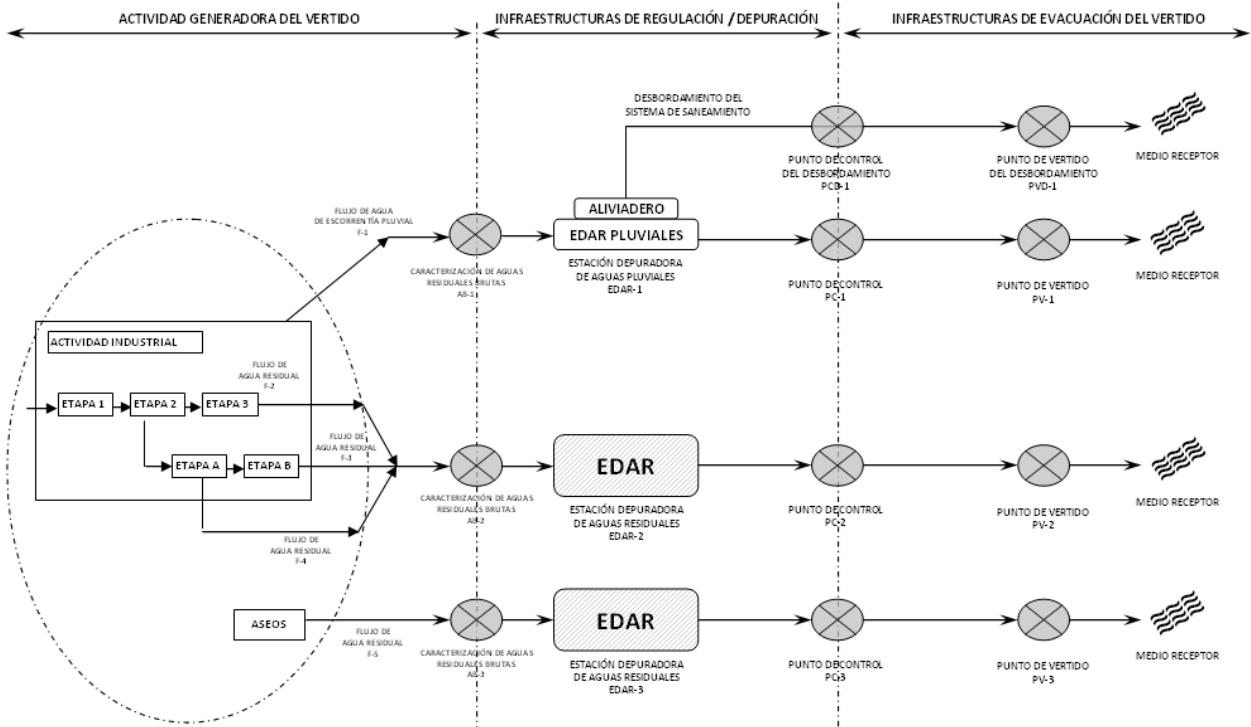 ACTIVIDAD GENERADORA DEL VERTIDO
INFRAESTRUCTURAS DE REGULACIÓN / DEPURACIÓN
INFRAESTRUCTURAS DE EVACUACIÓN DEL VERTIDO
DESBORDAMIENTO DEL
SISTEMA DE SANEAMIENTO
PUNTO DE CONTROL
DEL DESBORDAMIENTO
PCD-1
PUNTO DE VERTIDO
DEL DESBORDAMIENTO
PVD-1
MEDIO RECEPTOR
FLUJO DE AGUA
DE ESCORRENTÍA PLUVIAL
F-1
CARACTERIZACIÓN DE AGUAS
RESIDUALES BRUTAS
AB-1
ALIVIADERO
EDAR PLUVIALES
ESTACIÓN DEPURADORA
DE AGUAS PLUVIALES
EDAR-1
PUNTO DE CONTROL
PC-1
PUNTO DE VERTIDO
PV-1
MEDIO RECEPTOR
ACTIVIDAD INDUSTRIAL
FLUJO DE
AGUA RESIDUAL
F-2
ETAPA 1
ETAPA 2
ETAPA 3
FLUJO DE
AGUA RESIDUAL
F-3
ETAPA A
ETAPA B
FLUJO DE
AGUA RESIDUAL
F-4
CARACTERIZACIÓN DE AGUAS
RESIDUALES BRUTAS
AB-2
EDAR
ESTACIÓN DEPURADORA
DE AGUAS RESIDUALES
EDAR-2
PUNTO DE CONTROL
PC-2
PUNTO DE VERTIDO
PV-2
MEDIO RECEPTOR
ASEOS
FLUJO DE
AGUA RESIDUAL
F-5
CARACTERIZACIÓN DE AGUAS
RESIDUALES BRUTAS
AB-3
EDAR
ESTACIÓN DEPURADORA
DE AGUAS RESIDUALES
EDAR-3
PUNTO DE CONTROL
PC-3
PUNTO DE VERTIDO
PV-3
MEDIO RECEPTOR